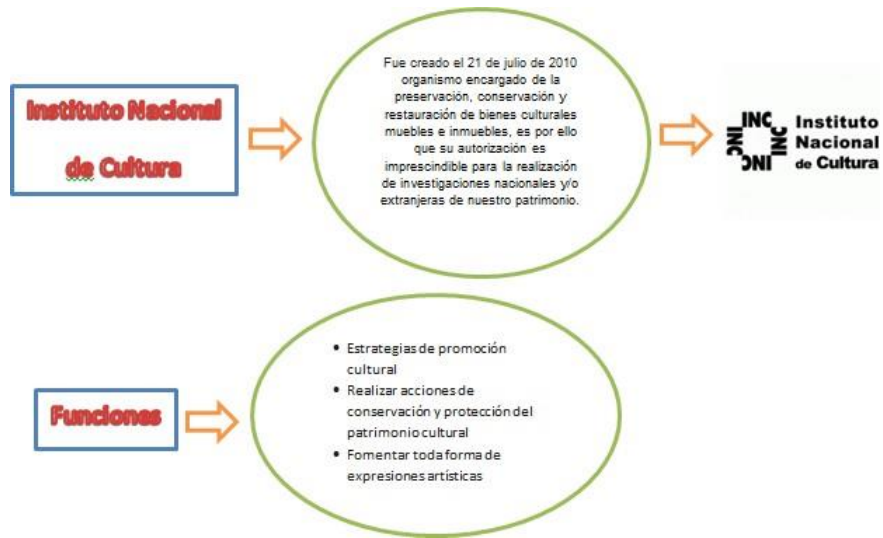 Instituto Nacional
de Cultura
Fue creado el 21 de julio de 2010
organismo encargado de la
preservación, conservación y
restauración de bienes culturales
muebles e inmuebles, es por ello
que su autorización es
imprescindible para la realización
de investigaciones nacionales y/o
extranjeras de nuestro patrimonio.
INC
INC
INC
INC
Instituto
Nacional
de Cultura
Funciones
• Estrategias de promoción
cultural
• Realizar acciones de
conservación y protección del
patrimonio cultural
• Fomentar toda forma de
expresiones artísticas